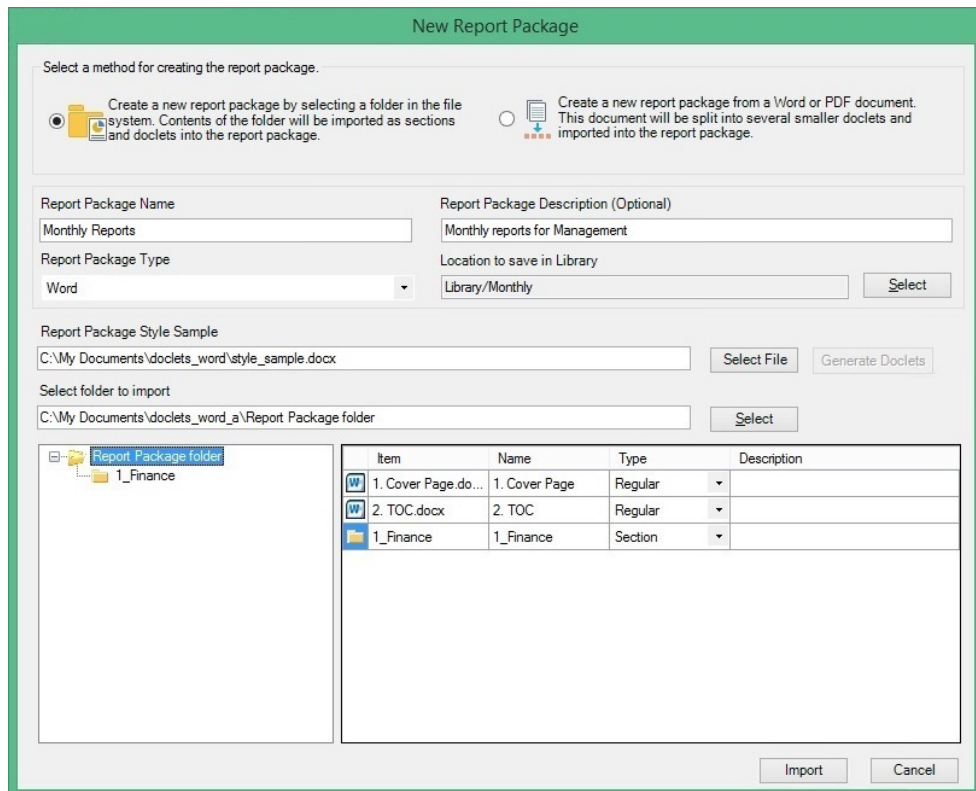 New Report Package
Select a method for creating the report package.
Create a new report package by selecting a folder in the file
system. Contents of the folder will be imported as sections
and doclets into the report package.
Create a new report package from a Word or PDF document.
This document will be split into several smaller doclets and
imported into the report package.
Report Package Name
Report Package Description (Optional)
Monthly Reports
Monthly reports for Management
Report Package Type
Location to save in Library
Word
Library/Monthly
Select
Report Package Style Sample
C:\My Documents\doclets_word\style_sample.docx
Select File
Generate Doclets
Select folder to import
C:\My Documents\doclets_word_a\Report Package folder
Select
Report Package folder
1_Finance
Item Name Type Description
1. Cover Page.do... 1. Cover Page Regular
2. TOC.docx 2. TOC Regular
1_Finance 1_Finance Section
Import
Cancel